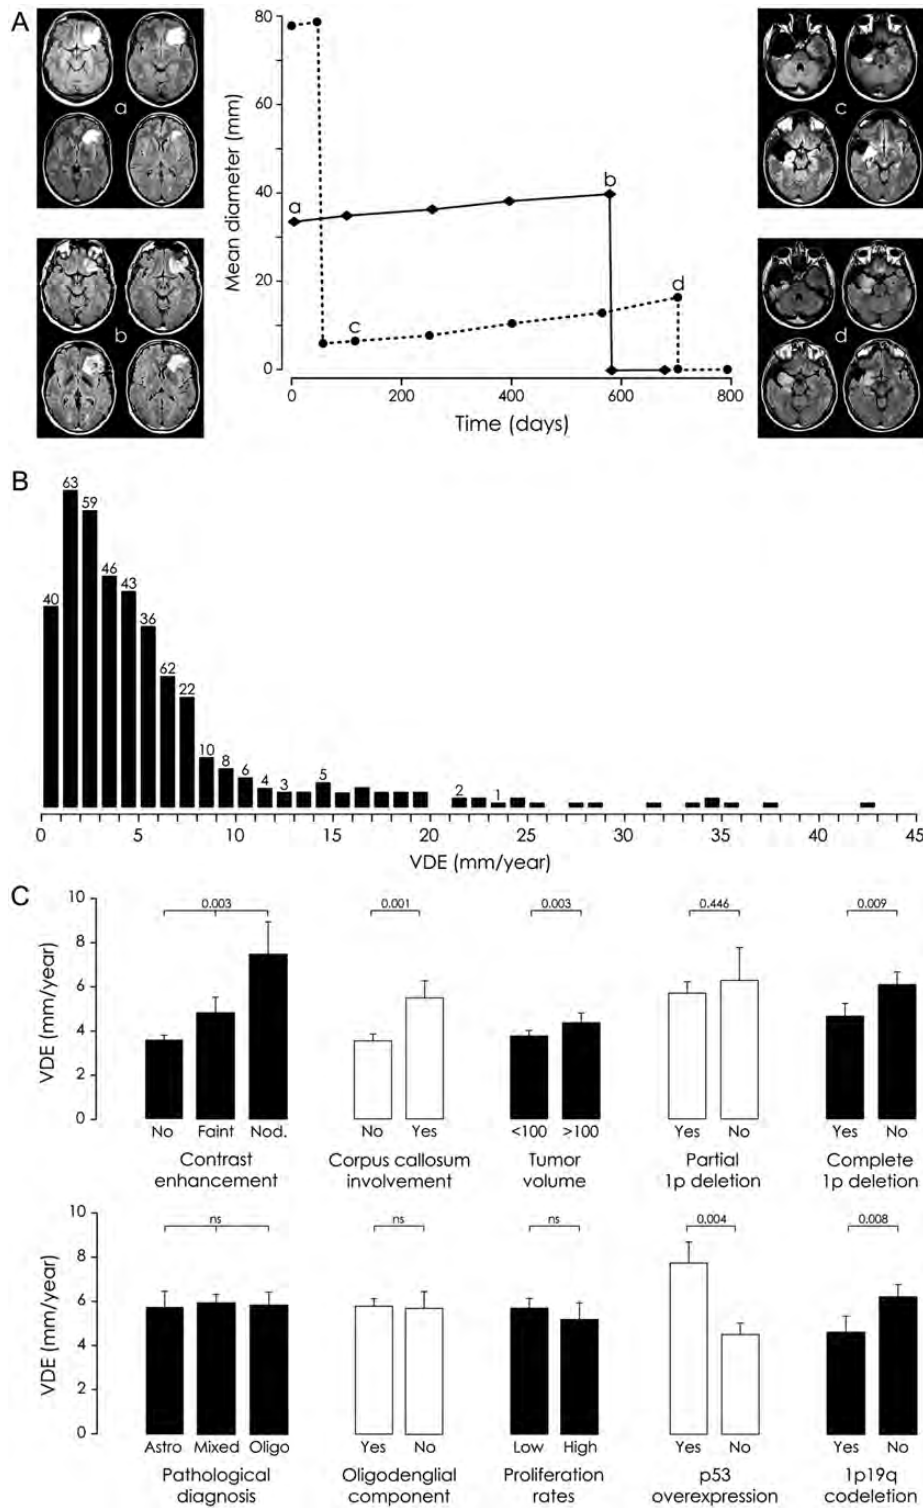 A
a
b
80
60
40
20
0
Mean diameter (mm)
a
b
c
d
0 200 400 600 800
Time (days)
c
d
B
40
63
59
46
43
36
62
22
10
8
6
4
3
5
2
1
0 5 10 15 20 25 30 35 40 45
VDE (mm/year)
C
10
8
6
4
2
0
VDE (mm/year)
0.003
No Faint Nod.
Contrast
enhancement
0.001
No Yes
Corpus callosum
involvement
0.003
<100 >100
Tumor
volume
0.446
Yes No
Partial
1p deletion
0.009
Yes No
Complete
1p deletion
10
8
6
4
2
0
VDE (mm/year)
ns
Astro Mixed Oligo
Pathological
diagnosis
ns
Yes No
Oligodenglial
component
ns
Low High
Proliferation
rates
0.004
Yes No
p53
overexpression
0.008
Yes No
1p19q
codeletion